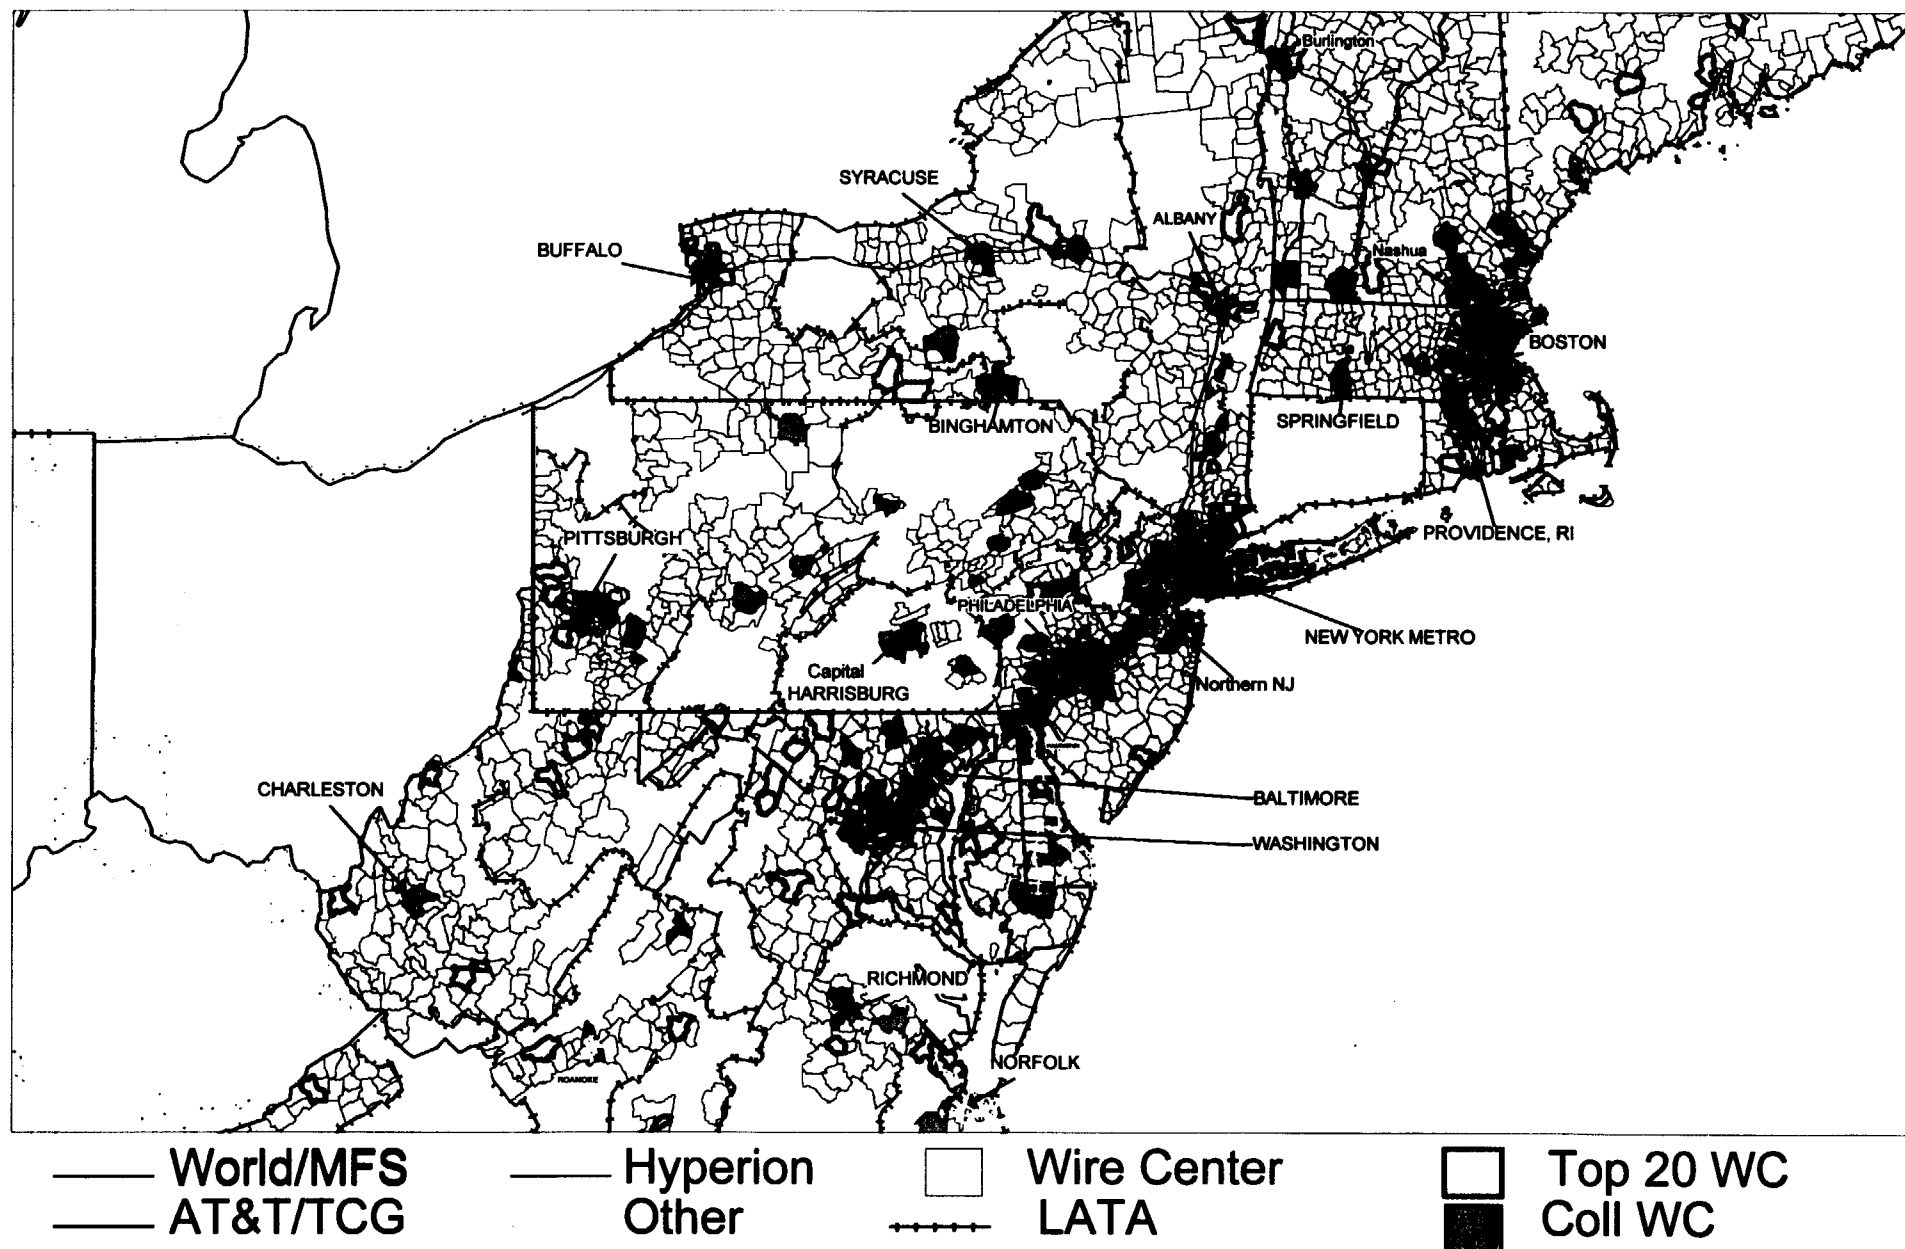 Burlington
SYRACUSE
ALBANY
BUFFALO
Nashua
BOSTON
BINGHAMTON
SPRINGFIELD
PITTSBURGH
PROVIDENCE, RI
PHILADELPHIA
NEW YORK METRO
Capital
HARRISBURG
Northern NJ
CHARLESTON
BALTIMORE
WASHINGTON
RICHMOND
NORFOLK
ROANOKE
World/MFS
Hyperion
Wire Center
Top 20 WC
AT&T/TCG
Other
LATA
Coll WC